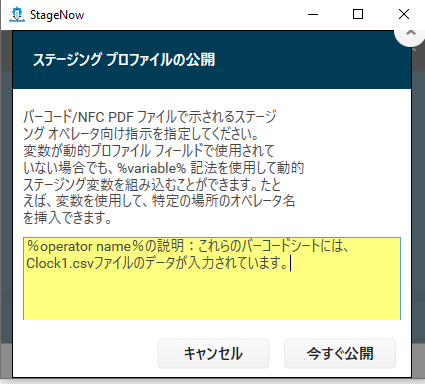 StageNow
ステージング プロファイルの公開
バーコード/NFC PDF ファイルで示されるステージ
ング オペレータ向け指示を指定してください。
変数が動的プロファイル フィールドで使用されて
いない場合でも、%variable% 記法を使用して動的
ステージング変数を組み込むことができます。たと
えば、変数を使用して、特定の場所のオペレータ名
を挿入できます。
%operator name%の説明：これらのバーコードシートには、
Clock1.csvファイルのデータが入力されています。
キャンセル
今すぐ公開